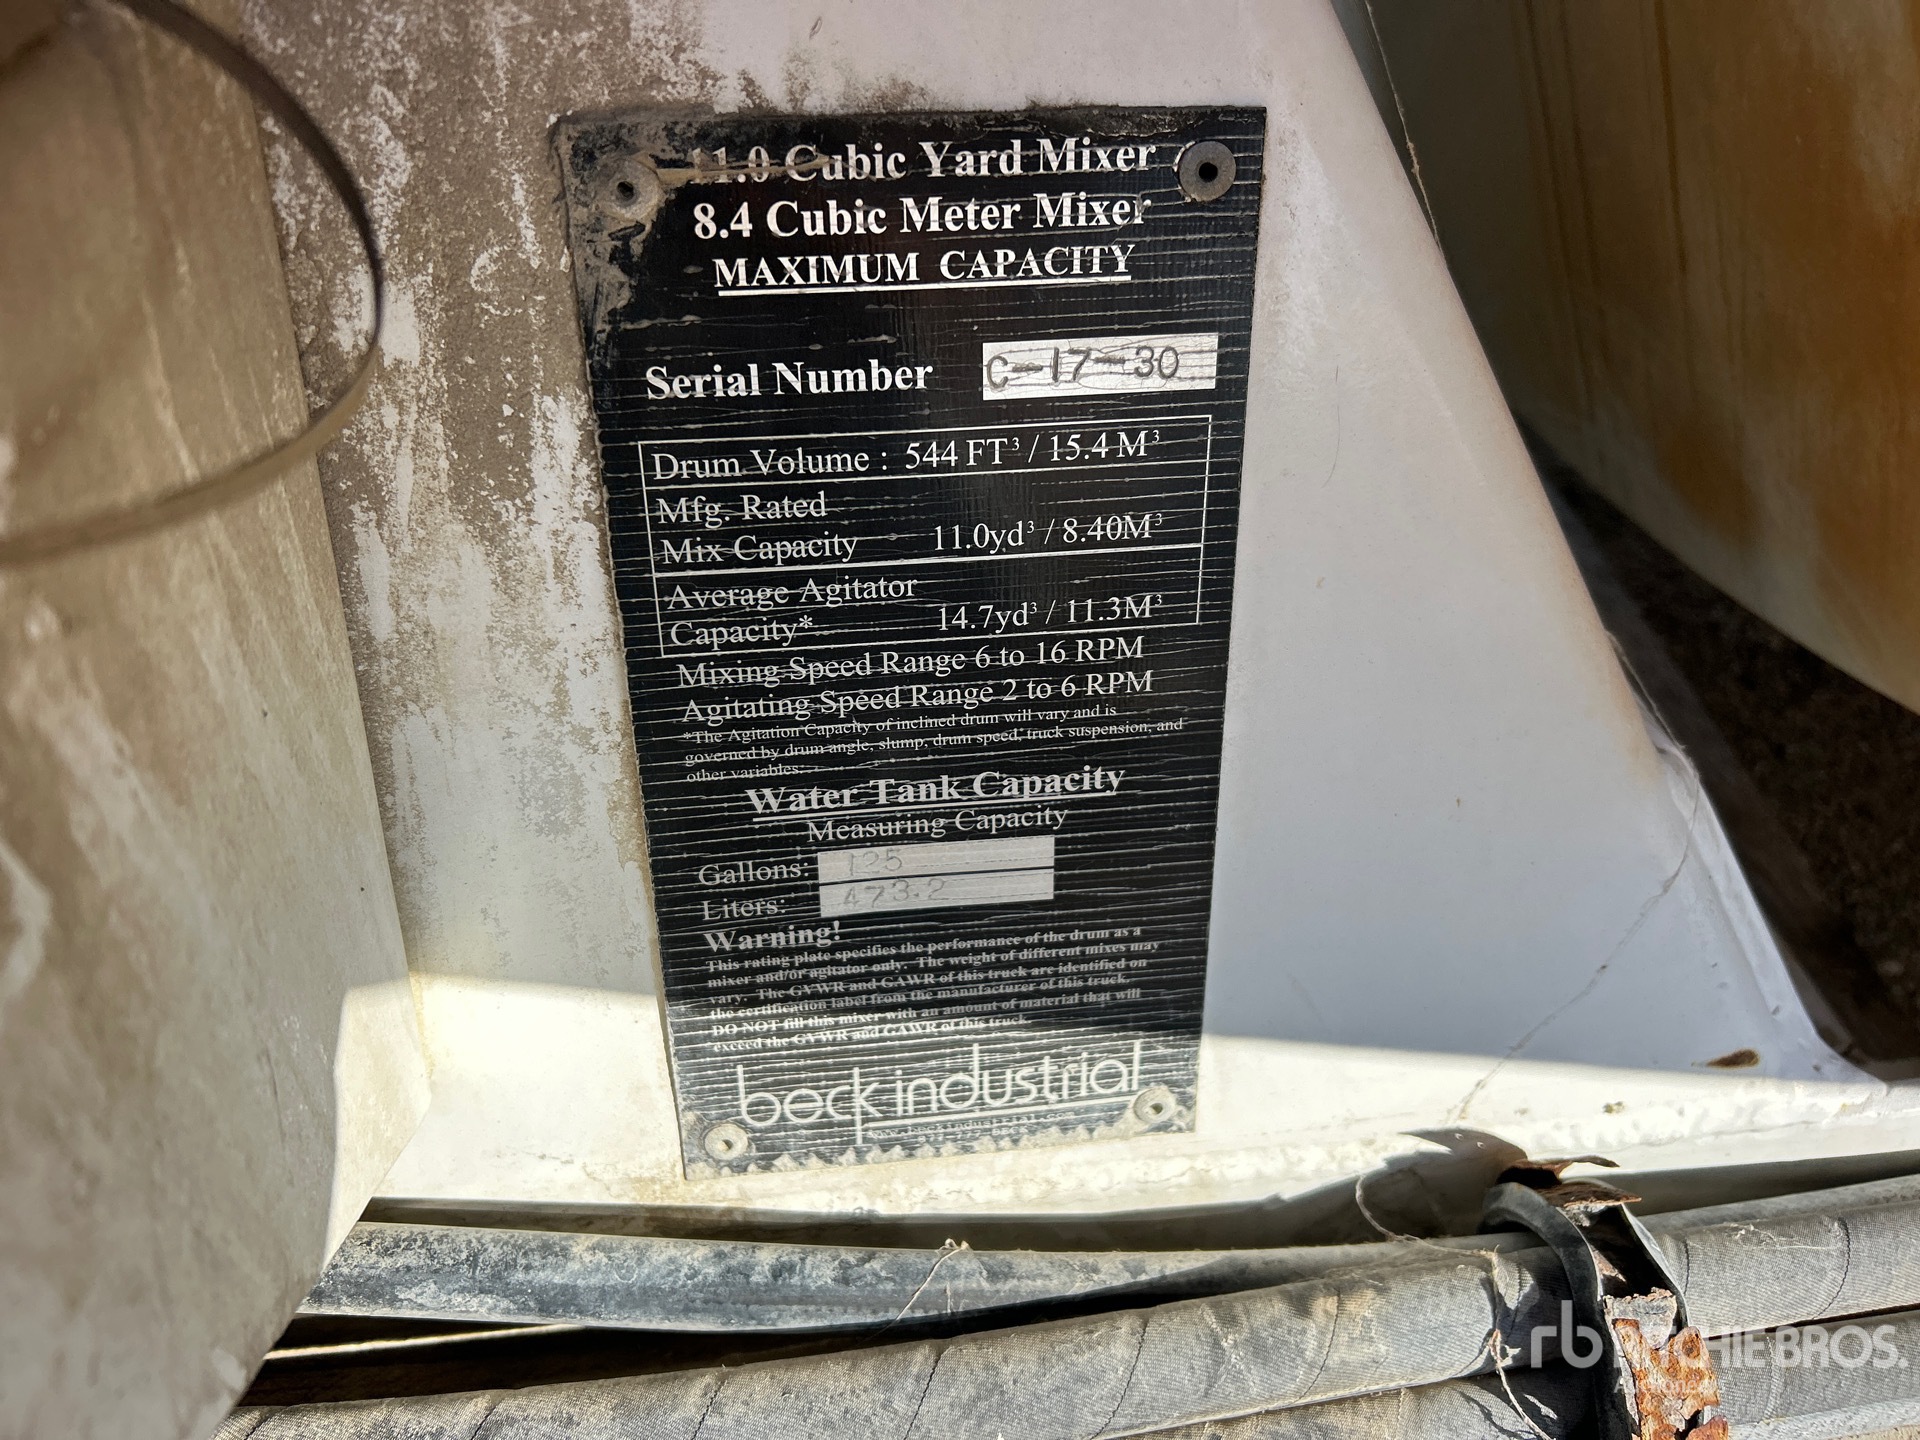 11.0 Cubic Yard Mixer
8.4 Cubic Meter Mixer
MAXIMUM CAPACITY
Serial Number C-17-30
Drum Volume : 544 FT³ / 15.4 M³
Mfg. Rated
Mix Capacity 11.0yd³ / 8.40M³
Average Agitator
Capacity* 14.7yd³ / 11.3M³
Mixing Speed Range 6 to 16 RPM
Agitating Speed Range 2 to 6 RPM
*The Agitation Capacity of inclined drum will vary and is
governed by drum angle, slump, drum speed, truck suspension, and
other variables.
Water Tank Capacity
Measuring Capacity
Gallons: 125
Liters: 473.2
Warning!
This rating plate specifies the performance of the drum as a
mixer and/or agitator only. The weight of different mixes may
vary. The GVWR and GAWR of this truck are identified on
the certification label from the manufacturer of this truck.
DO NOT fill this mixer with an amount of material that will
exceed the GVWR and GAWR of this truck.
beck industrial
www.beckindustrial.com
rb RITCHIE BROS.